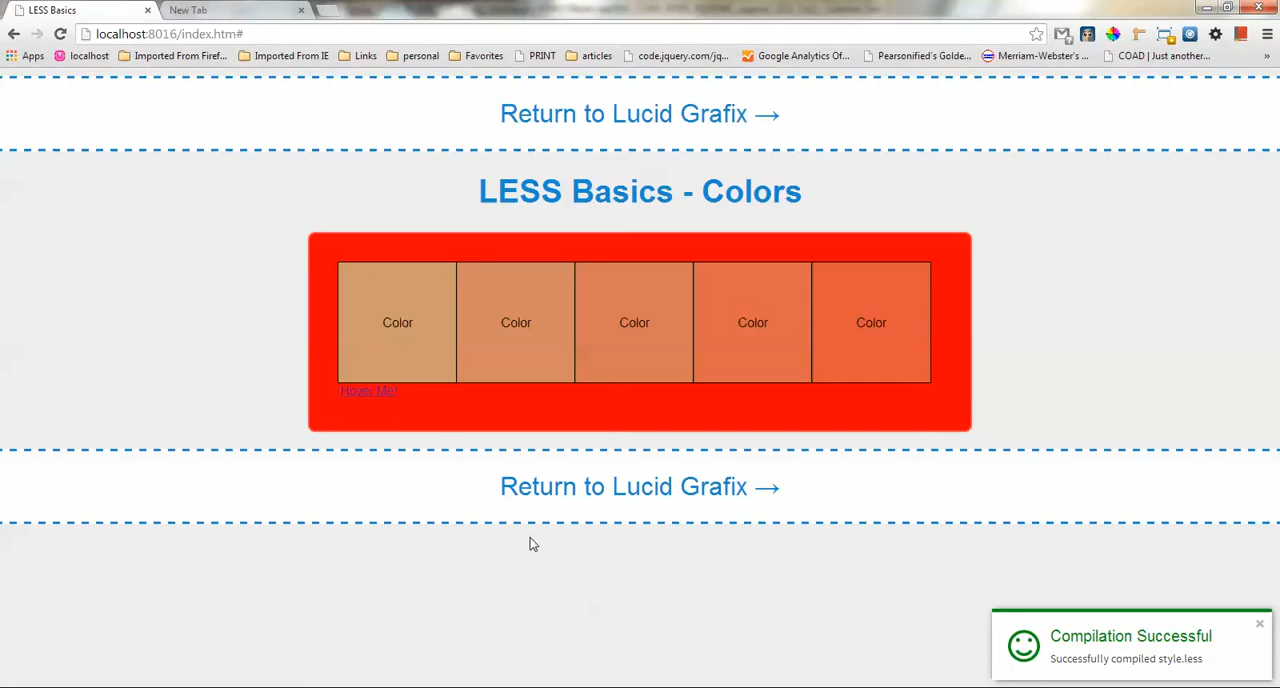 LESS Basics
New Tab
localhost:8016/index.htm#
Apps
localhost
Imported From Firef...
Imported From IE
Links
personal
Favorites
PRINT
articles
code.jquery.com/jq...
Google Analytics Of...
Pearsonified's Golde...
Merriam-Webster's ...
COAD | Just another...
»
Return to Lucid Grafix →
LESS Basics - Colors
Color Color Color Color Color
Hover Me!
Return to Lucid Grafix →
Compilation Successful
Successfully compiled style.less